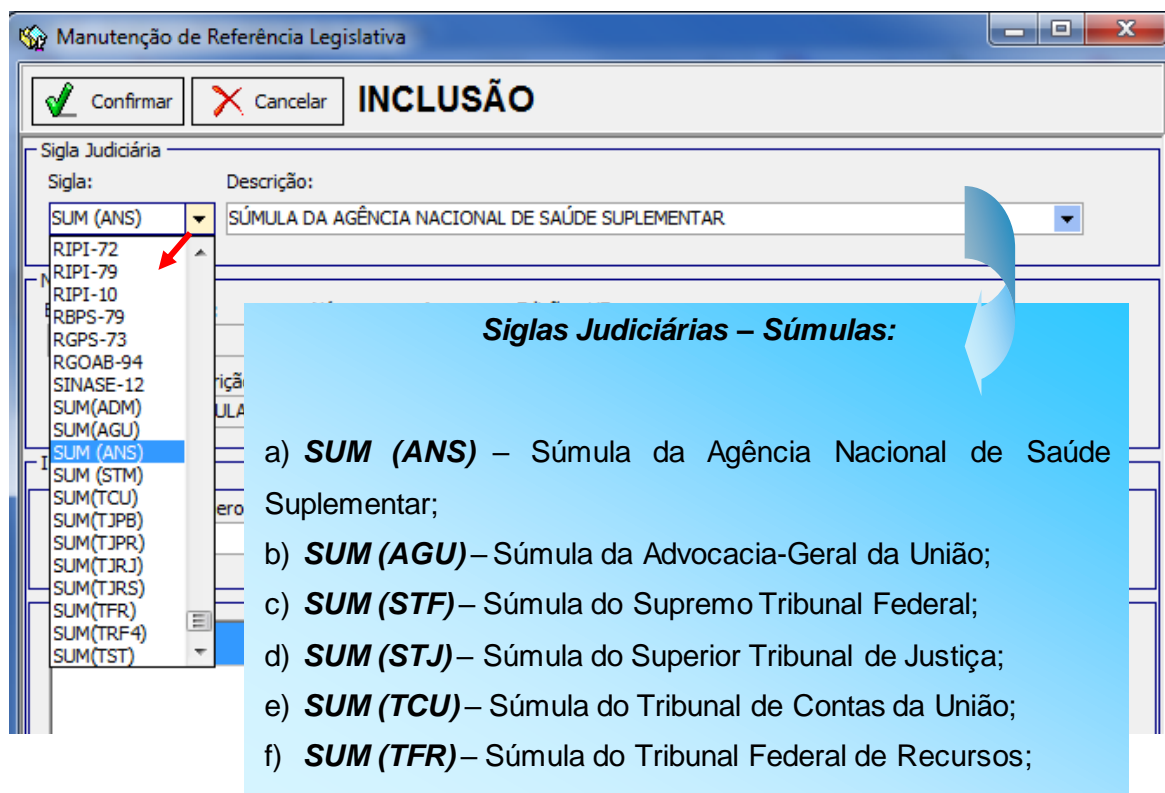 Manutenção de Referência Legislativa
Confirmar Cancelar INCLUSÃO
Sigla Judiciária
Sigla: Descrição:
SUM (ANS) SÚMULA DA AGÊNCIA NACIONAL DE SAÚDE SUPLEMENTAR
RIPI-72
RIPI-79
RIPI-10
RBPS-79
RGPS-73
RGOAB-94
SINASE-12
SUM(ADM)
SUM(AGU)
SUM (ANS)
SUM (STM)
SUM(TCU)
SUM(TJPB)
SUM(TJPR)
SUM(TJRJ)
SUM(TJRS)
SUM(TFR)
SUM(TRF4)
SUM(TST)
Siglas Judiciárias – Súmulas:
a) SUM (ANS) – Súmula da Agência Nacional de Saúde
Suplementar;
b) SUM (AGU) – Súmula da Advocacia-Geral da União;
c) SUM (STF) – Súmula do Supremo Tribunal Federal;
d) SUM (STJ) – Súmula do Superior Tribunal de Justiça;
e) SUM (TCU) – Súmula do Tribunal de Contas da União;
f) SUM (TFR) – Súmula do Tribunal Federal de Recursos;